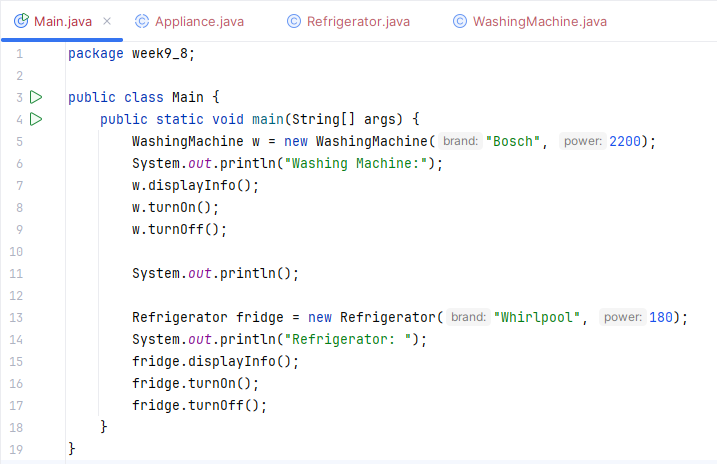 Main.java × Appliance.java Refrigerator.java WashingMachine.java
1 package week9_8;
2
3 public class Main {
4 public static void main(String[] args) {
5 WashingMachine w = new WashingMachine( brand: "Bosch", power: 2200);
6 System.out.println("Washing Machine:");
7 w.displayInfo();
8 w.turnOn();
9 w.turnOff();
10
11 System.out.println();
12
13 Refrigerator fridge = new Refrigerator( brand: "Whirlpool", power: 180);
14 System.out.println("Refrigerator: ");
15 fridge.displayInfo();
16 fridge.turnOn();
17 fridge.turnOff();
18 }
19 }